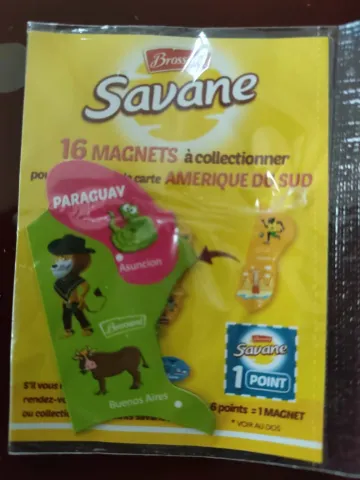 Brossard
Savane
16 MAGNETS à collectionner
carte AMERIQUE DU SUD
PARAGUAY
Asuncion
Brossard
Brossard
Savane
1 POINT
Buenos Aires
S'il vous
rendez-vo
ou collecti
6 points = 1 MAGNET
* VOIR AU DOS